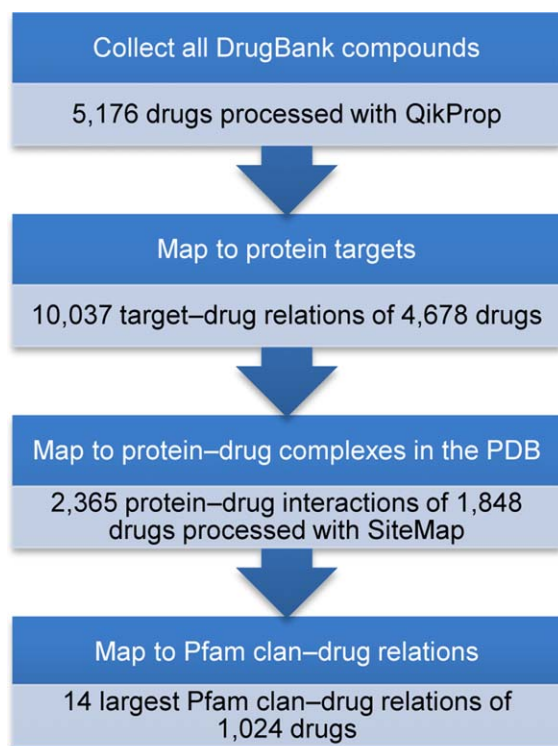 Collect all DrugBank compounds
5,176 drugs processed with QikProp
Map to protein targets
10,037 target–drug relations of 4,678 drugs
Map to protein–drug complexes in the PDB
2,365 protein–drug interactions of 1,848
drugs processed with SiteMap
Map to Pfam clan–drug relations
14 largest Pfam clan–drug relations of
1,024 drugs